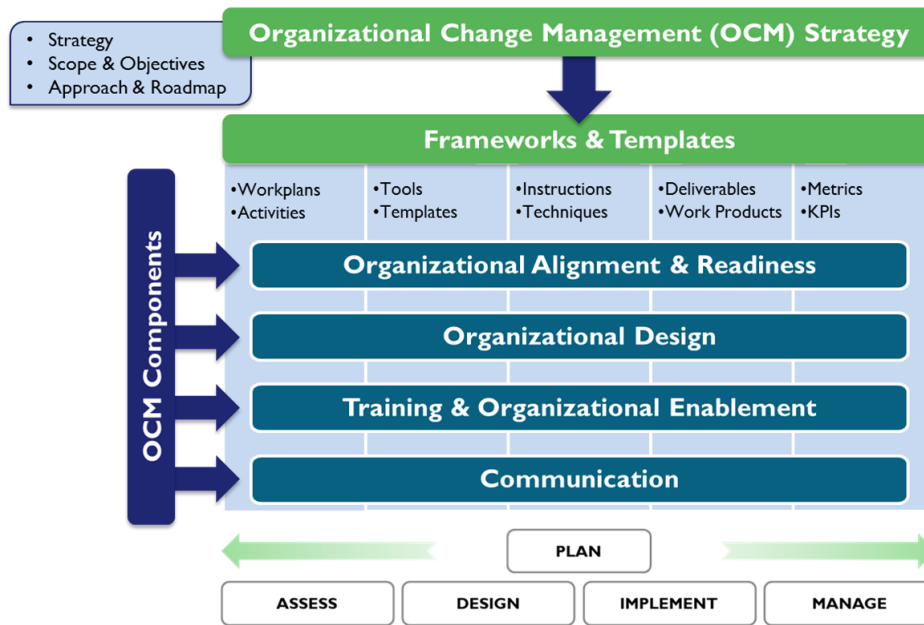 Organizational Change Management (OCM) Strategy
• Strategy
• Scope & Objectives
• Approach & Roadmap
Frameworks & Templates
•Workplans
•Activities
•Tools
•Templates
•Instructions
•Techniques
•Deliverables
•Work Products
•Metrics
•KPIs
OCM Components
Organizational Alignment & Readiness
Organizational Design
Training & Organizational Enablement
Communication
PLAN
ASSESS
DESIGN
IMPLEMENT
MANAGE